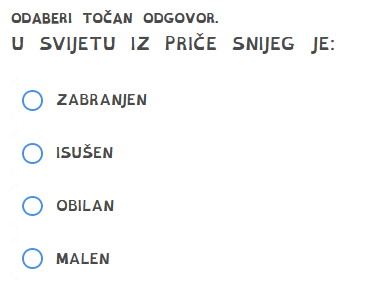 ODABERI TOČAN ODGOVOR.
U SVIJETU IZ PRIČE SNIJEG JE:
ZABRANJEN
ISUŠEN
OBILAN
MALEN